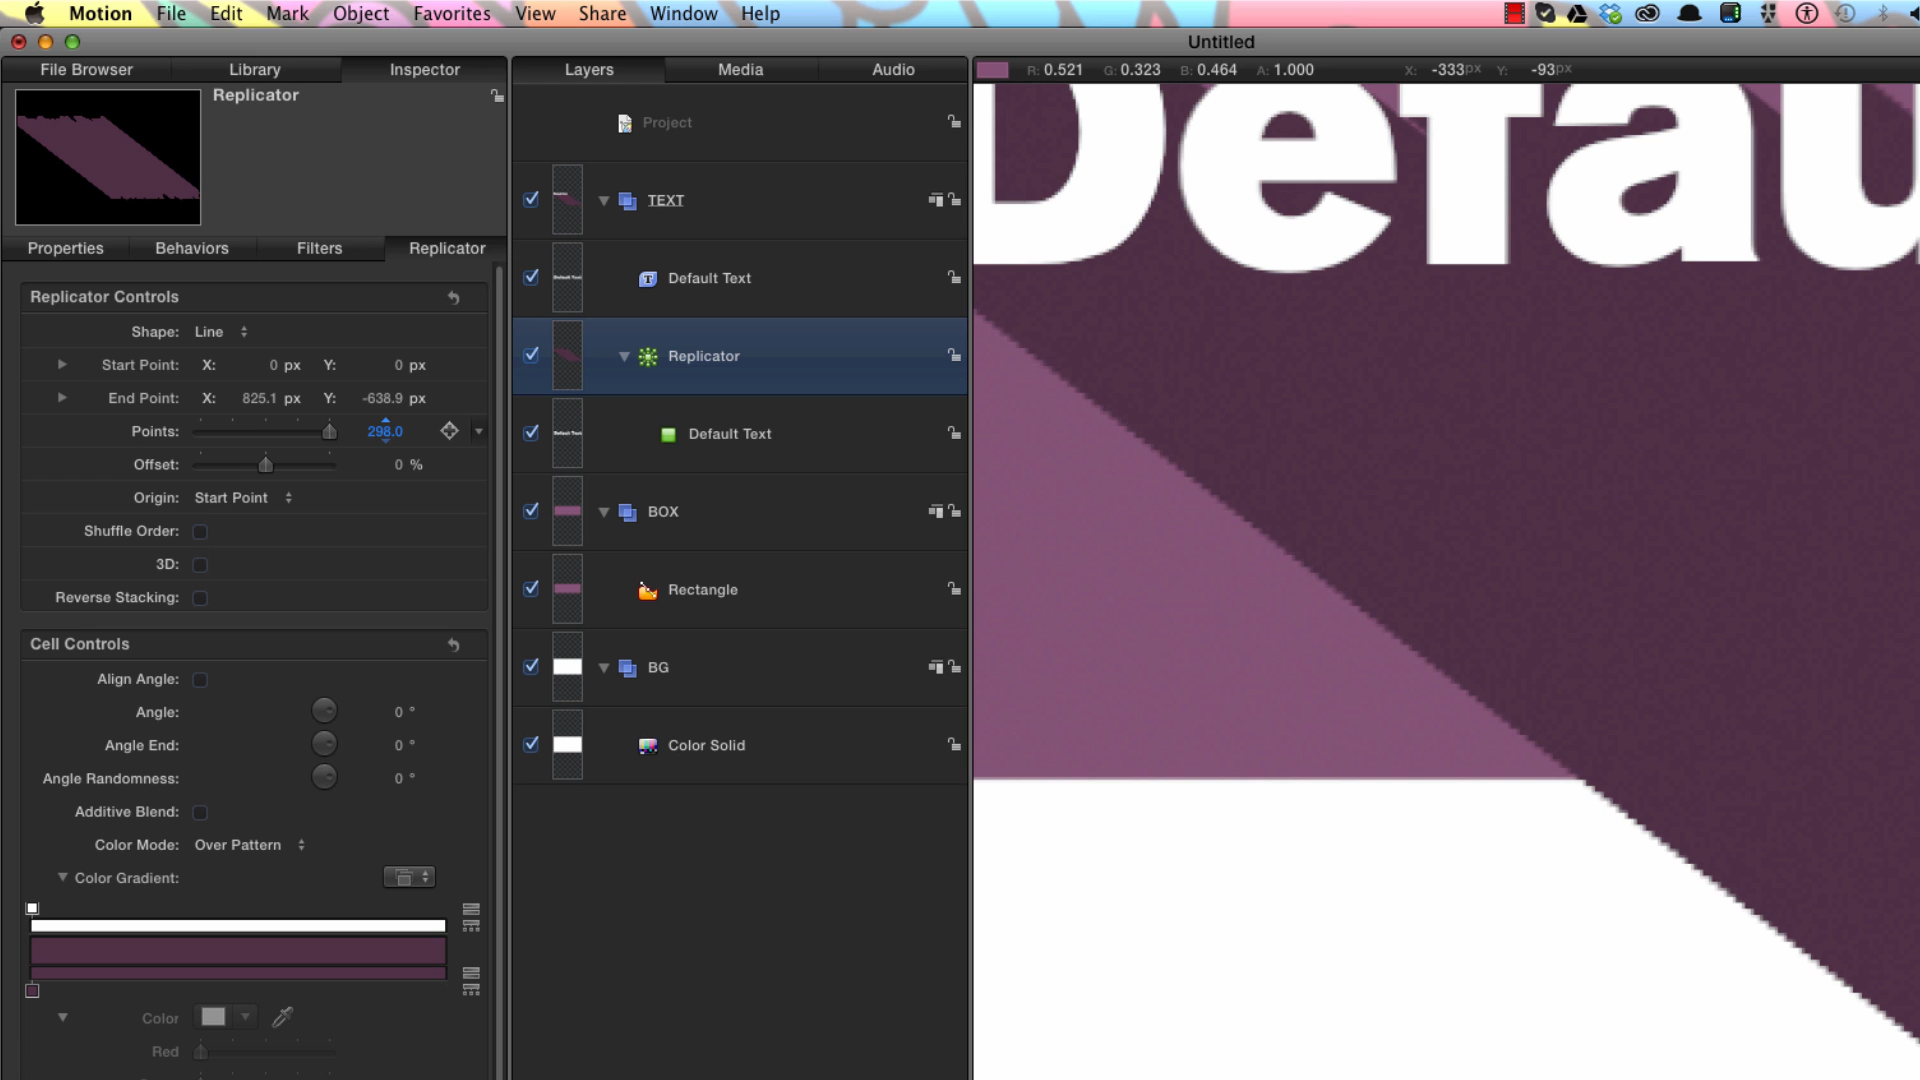 Motion File Edit Mark Object Favorites View Share Window Help
Untitled
File Browser Library Inspector
Layers Media Audio
R: 0.521 G: 0.323 B: 0.464 A: 1.000 X: -333px Y: -93px
Replicator
Properties Behaviors Filters Replicator
Replicator Controls
Shape: Line
Start Point: X: 0 px Y: 0 px
End Point: X: 825.1 px Y: -638.9 px
Points: 298.0
Offset: 0 %
Origin: Start Point
Shuffle Order:
3D:
Reverse Stacking:
Cell Controls
Align Angle:
Angle: 0 °
Angle End: 0 °
Angle Randomness: 0 °
Additive Blend:
Color Mode: Over Pattern
Color Gradient:
Color
Red
Project
TEXT
Default Text
Replicator
Default Text
BOX
Rectangle
BG
Color Solid
Defau